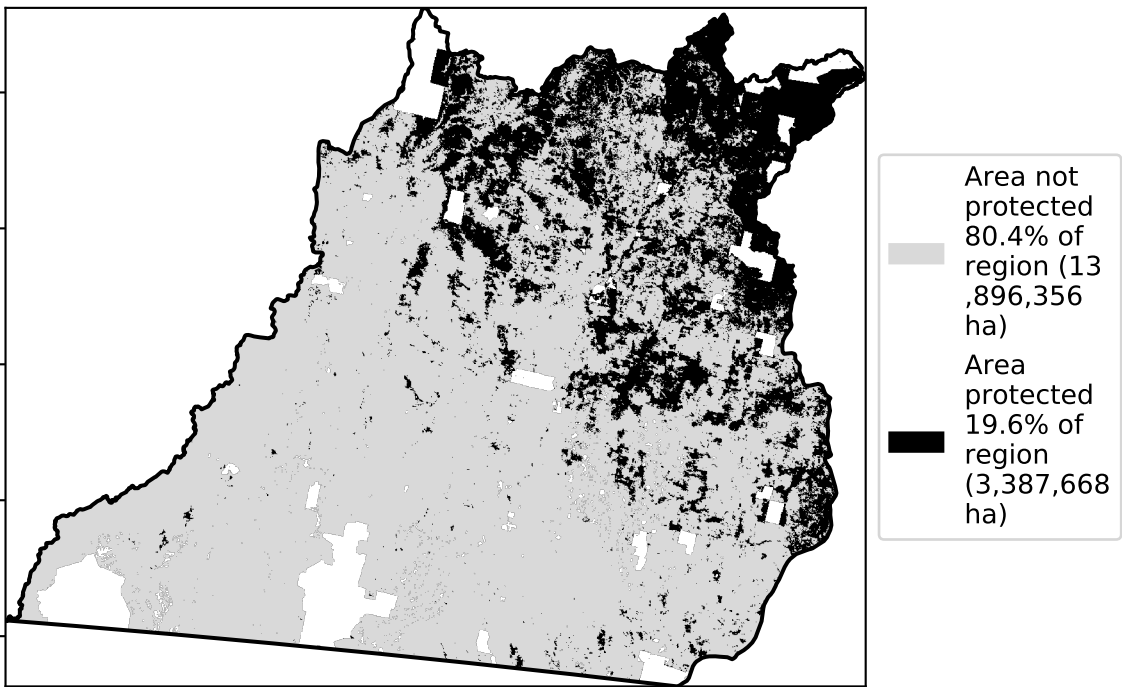 Area not
protected
80.4% of
region (13
,896,356
ha)
Area
protected
19.6% of
region
(3,387,668
ha)